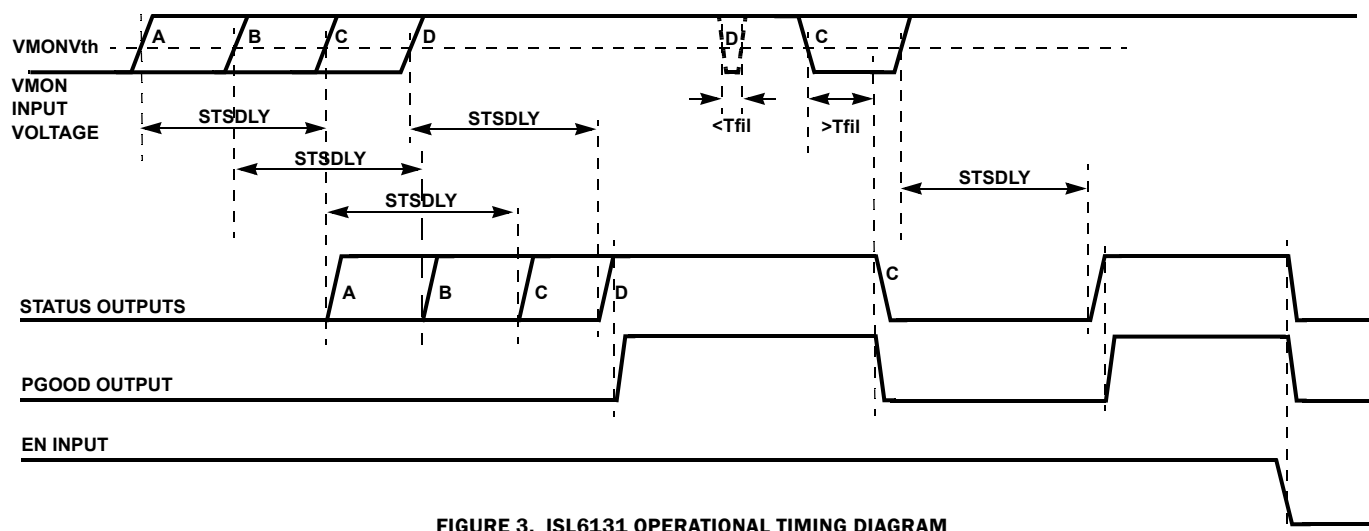 A B C D D C
VMONVth
VMON
INPUT
VOLTAGE
STSDLY STSDLY <Tfil >Tfil
STSDLY STSDLY
STSDLY
A B C D C
STATUS OUTPUTS
PGOOD OUTPUT
EN INPUT
FIGURE 3. ISL6131 OPERATIONAL TIMING DIAGRAM